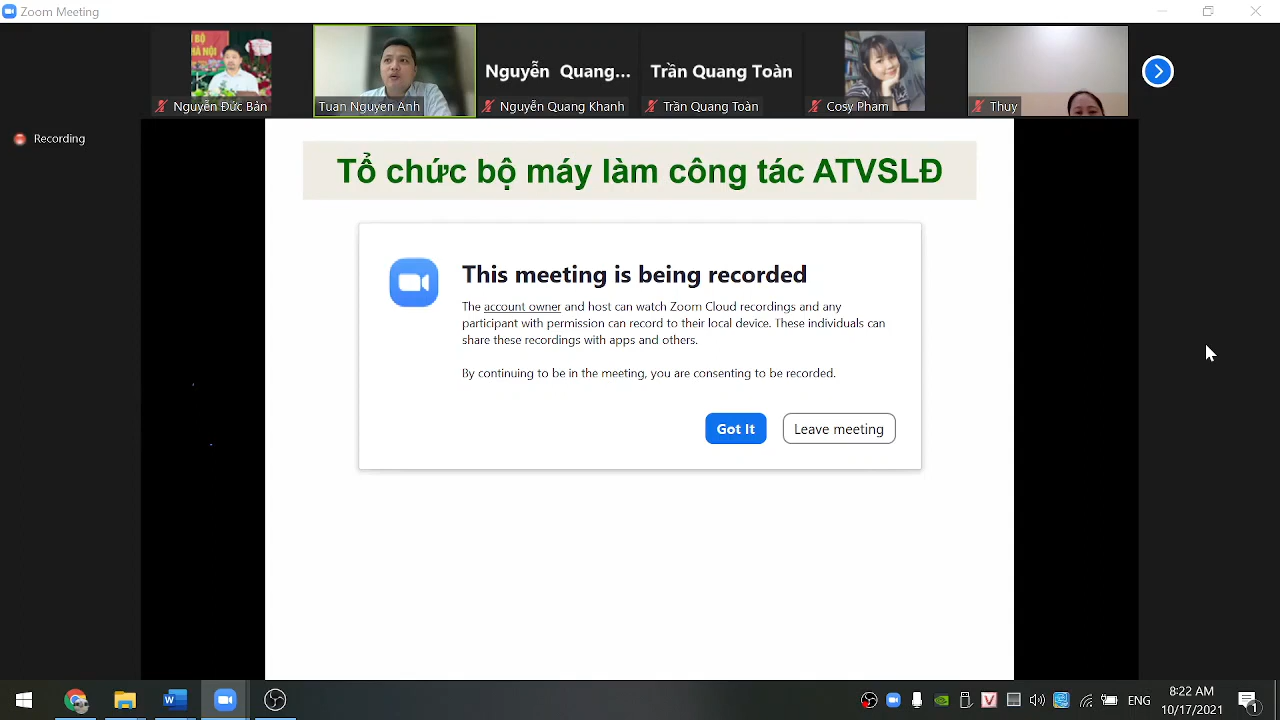 Zoom Meeting
Nguyễn Quang...
Trần Quang Toàn
Nguyễn Đức Bản
Tuan Nguyen Anh
Nguyễn Quang Khanh
Trần Quang Toàn
Cosy Pham
Thuy
Recording
Tổ chức bộ máy làm công tác ATVSLĐ
This meeting is being recorded
The account owner and host can watch Zoom Cloud recordings and any
participant with permission can record to their local device. These individuals can
share these recordings with apps and others.
By continuing to be in the meeting, you are consenting to be recorded.
Got It
Leave meeting
ENG
8:22 AM
10/17/2021